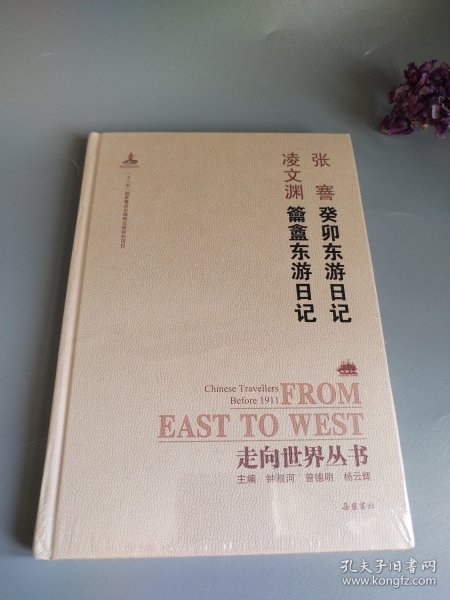 张謇 癸卯东游日记
凌文渊 籥盦东游日记
Chinese Travellers
Before 1911
FROM
EAST TO WEST
走向世界丛书
主编 钟叔河 曾德明 杨云辉
岳麓书社
孔夫子旧书网
www.kongfz.com